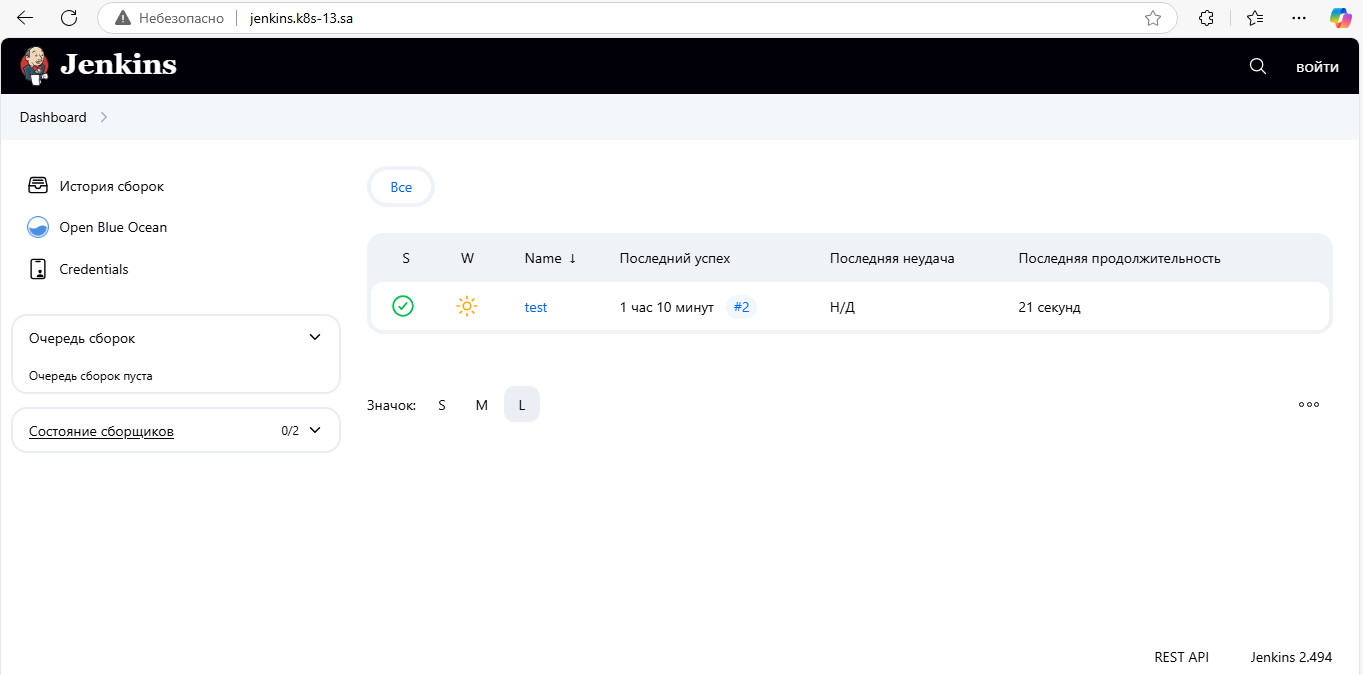 Небезопасно jenkins.k8s-13.sa
Jenkins
ВОЙТИ
Dashboard
История сборок
Open Blue Ocean
Credentials
Очередь сборок
Очередь сборок пуста
Состояние сборщиков 0/2
Все
S W Name ↓ Последний успех Последняя неудача Последняя продолжительность
test 1 час 10 минут #2 Н/Д 21 секунд
Значок: S M L
REST API Jenkins 2.494